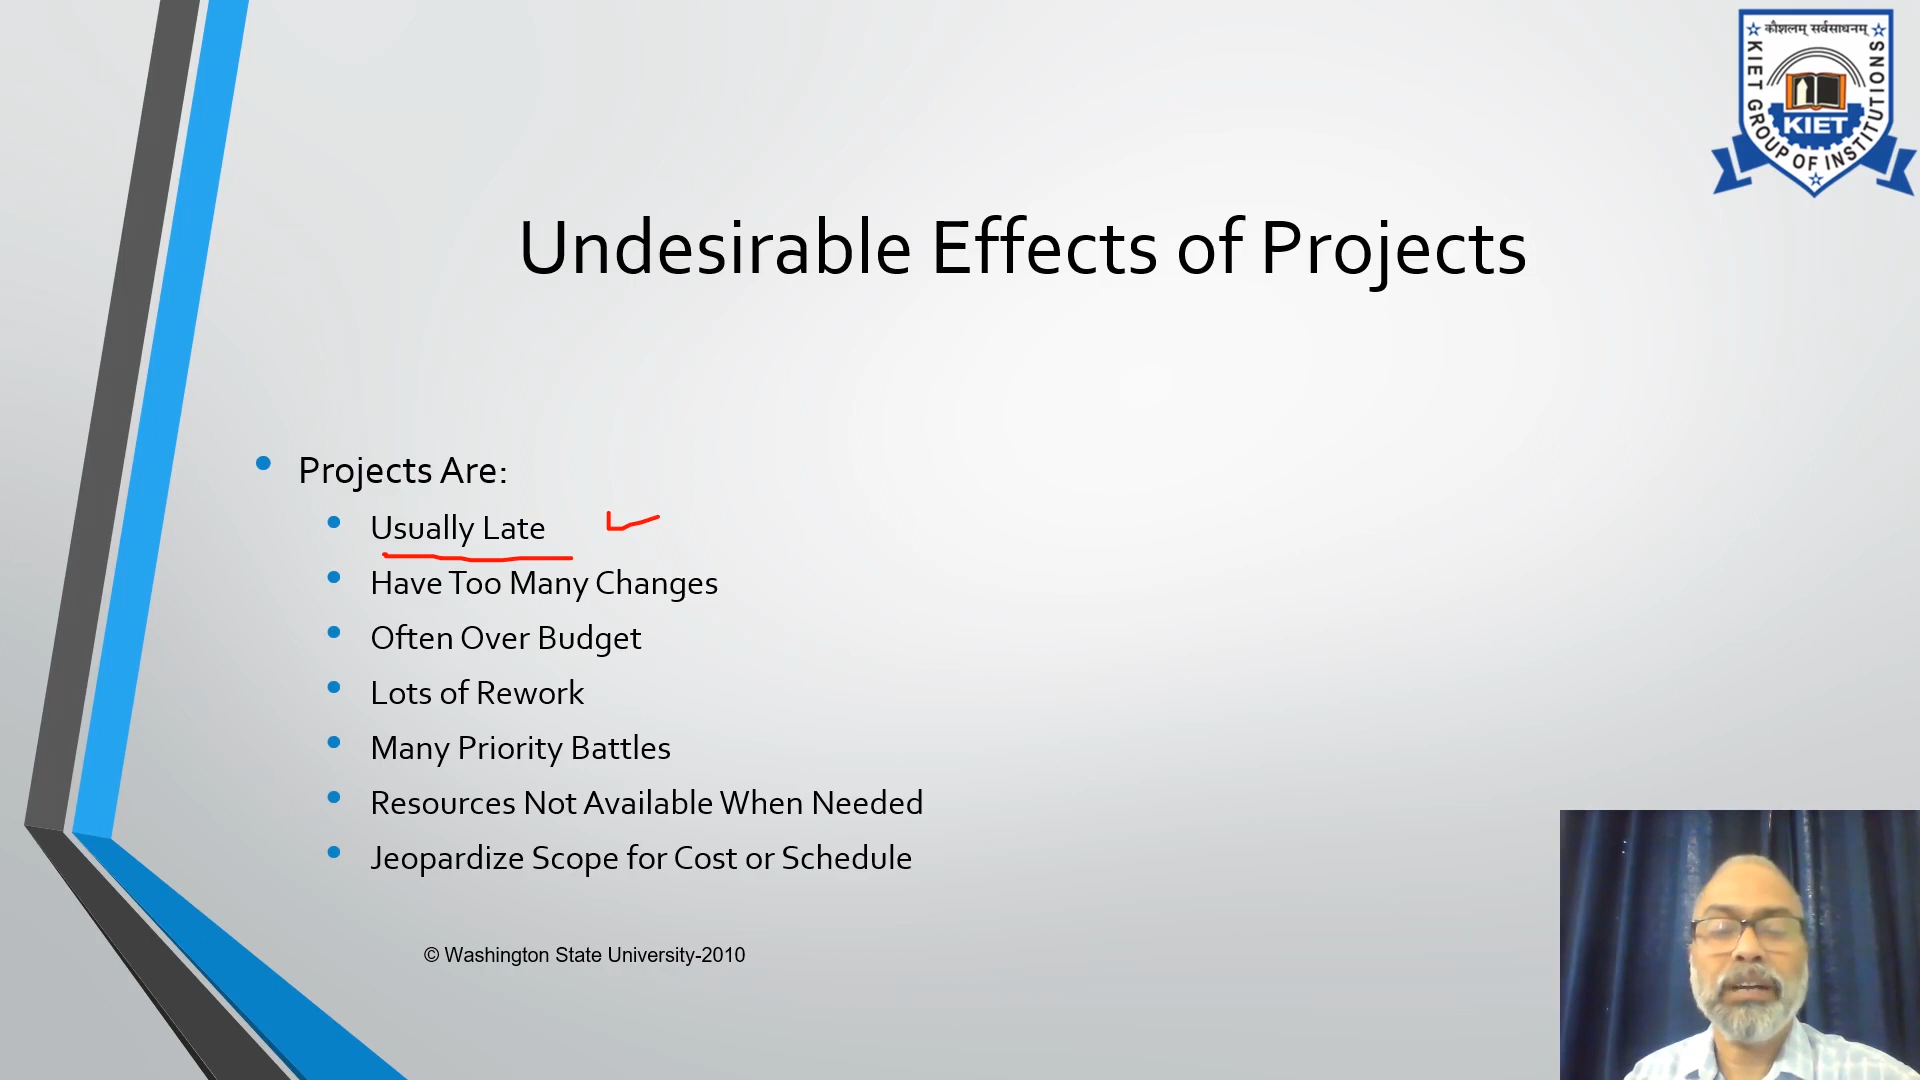 कौशलम् सर्वसाधनम्
KIET GROUP OF INSTITUTIONS
KIET
Undesirable Effects of Projects
Projects Are:
Usually Late
Have Too Many Changes
Often Over Budget
Lots of Rework
Many Priority Battles
Resources Not Available When Needed
Jeopardize Scope for Cost or Schedule
© Washington State University-2010